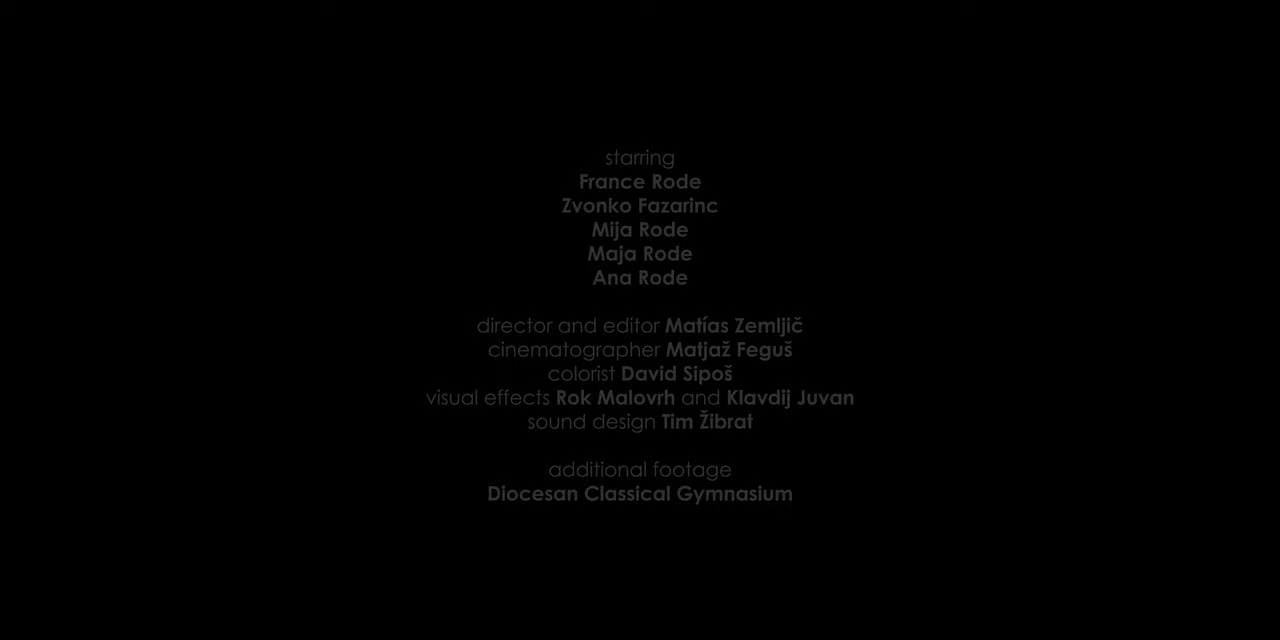 starring
France Rode
Zvonko Fazarinc
Mija Rode
Maja Rode
Ana Rode
director and editor Matías Zemljič
cinematographer Matjaž Feguš
colorist David Sipoš
visual effects Rok Malovrh and Klavdij Juvan
sound design Tim Žibrat
additional footage
Diocesan Classical Gymnasium